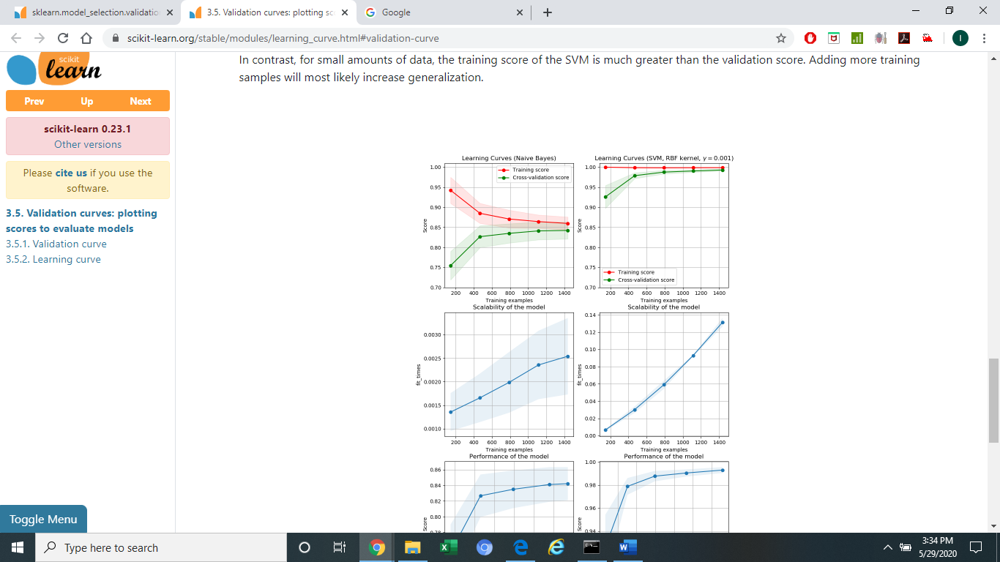 sklearn.model_selection.validatio
3.5. Validation curves: plotting sc
Google
scikit-learn.org/stable/modules/learning_curve.html#validation-curve
I
scikit
learn
Prev Up Next
scikit-learn 0.23.1
Other versions
Please cite us if you use the
software.
3.5. Validation curves: plotting
scores to evaluate models
3.5.1. Validation curve
3.5.2. Learning curve
Toggle Menu
In contrast, for small amounts of data, the training score of the SVM is much greater than the validation score. Adding more training
samples will most likely increase generalization.
Learning Curves (Naive Bayes)
Training score
Cross-validation score
1.00
0.95
0.90
0.85
0.80
0.75
0.70
Score
200 400 600 800 1000 1200 1400
Training examples
Learning Curves (SVM, RBF kernel, γ = 0.001)
1.00
0.95
0.90
0.85
0.80
0.75
0.70
Score
Training score
Cross-validation score
200 400 600 800 1000 1200 1400
Training examples
Scalability of the model
0.0030
0.0025
0.0020
0.0015
0.0010
fit_times
200 400 600 800 1000 1200 1400
Training examples
Scalability of the model
0.14
0.12
0.10
0.08
0.06
0.04
0.02
0.00
fit_times
200 400 600 800 1000 1200 1400
Training examples
Performance of the model
0.86
0.84
0.82
0.80
0.78
Score
Performance of the model
1.00
0.98
0.96
0.94
Score
Type here to search
3:34 PM
5/29/2020